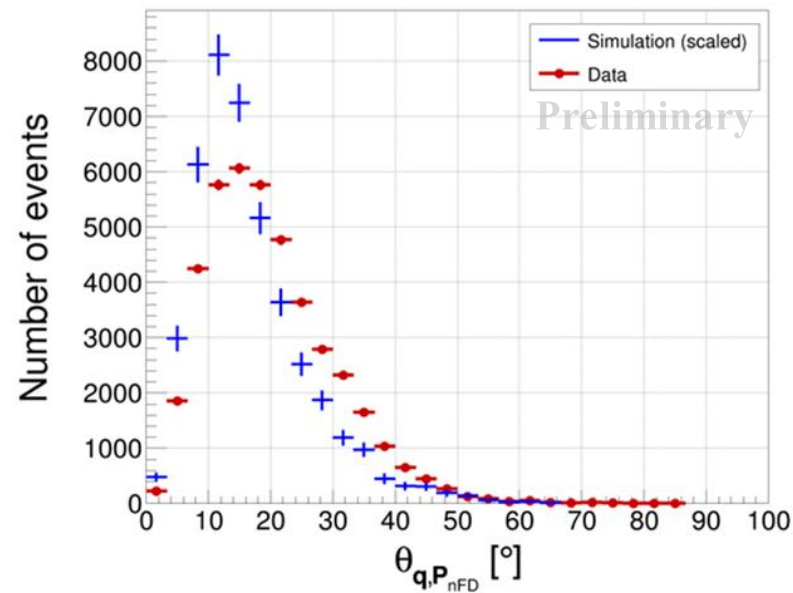 Simulation (scaled)
Data
Preliminary
Number of events
8000
7000
6000
5000
4000
3000
2000
1000
0
0 10 20 30 40 50 60 70 80 90 100
θq,PnFD [°]